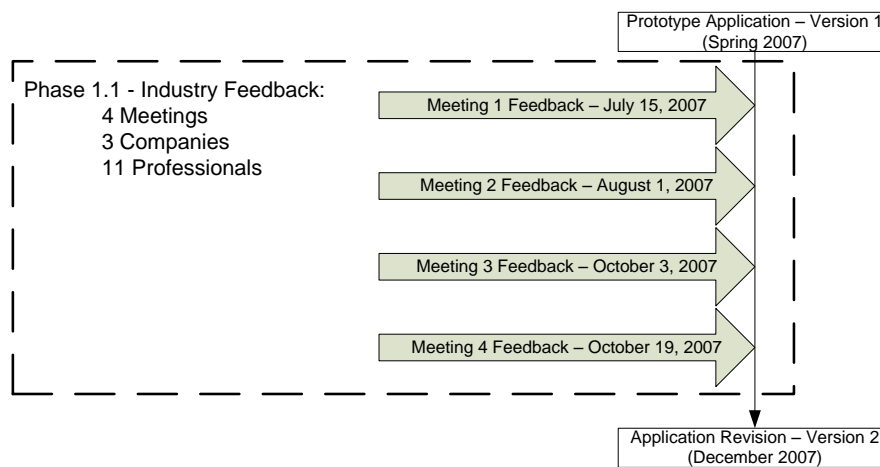 Prototype Application – Version 1
(Spring 2007)
Phase 1.1 - Industry Feedback:
4 Meetings
3 Companies
11 Professionals
Meeting 1 Feedback – July 15, 2007
Meeting 2 Feedback – August 1, 2007
Meeting 3 Feedback – October 3, 2007
Meeting 4 Feedback – October 19, 2007
Application Revision – Version 2
(December 2007)